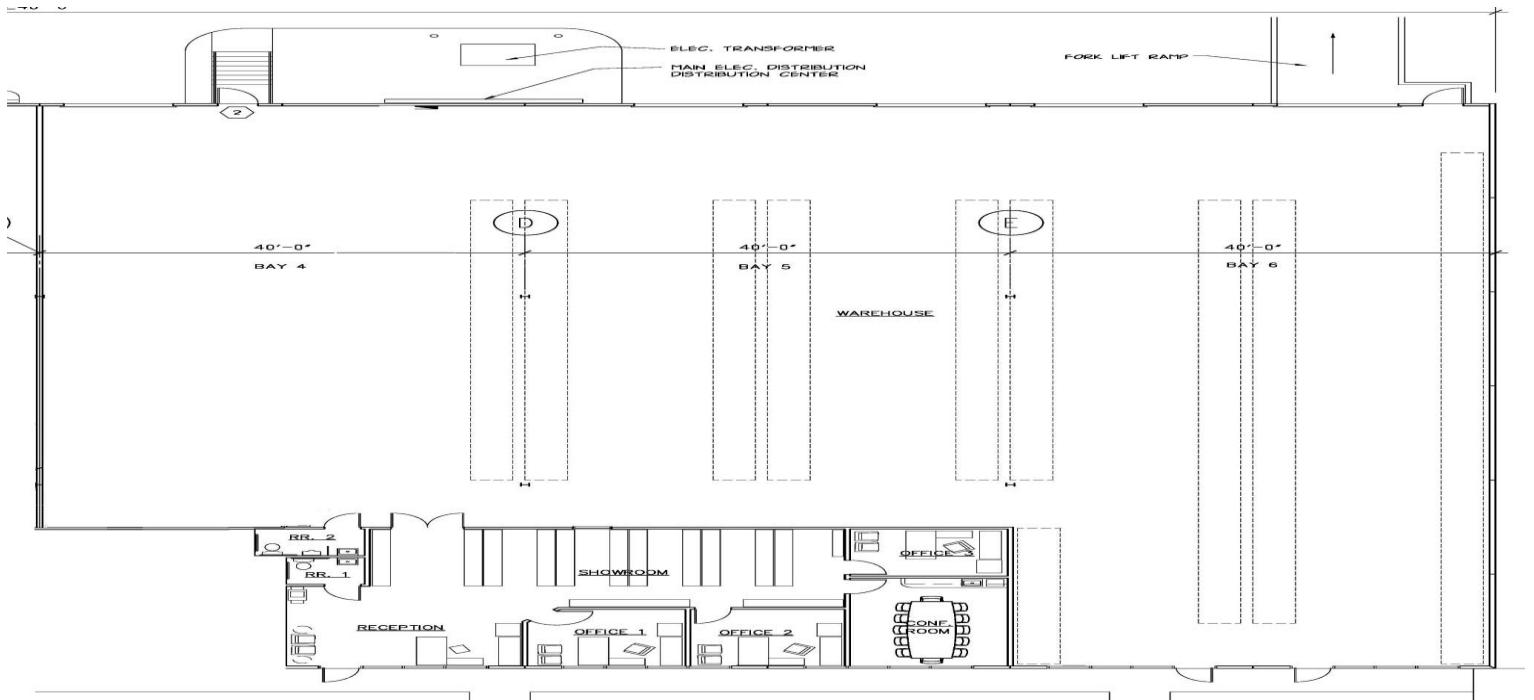 ELEC. TRANSFORMER
MAIN ELEC. DISTRIBUTION
DISTRIBUTION CENTER
FORK LIFT RAMP
2
D
E
40'-0"
40'-0"
40'-0"
BAY 4
BAY 5
BAY 6
WAREHOUSE
RR. 2
RR. 1
SHOWROOM
OFFICE 3
RECEPTION
OFFICE 1
OFFICE 2
CONF.
ROOM